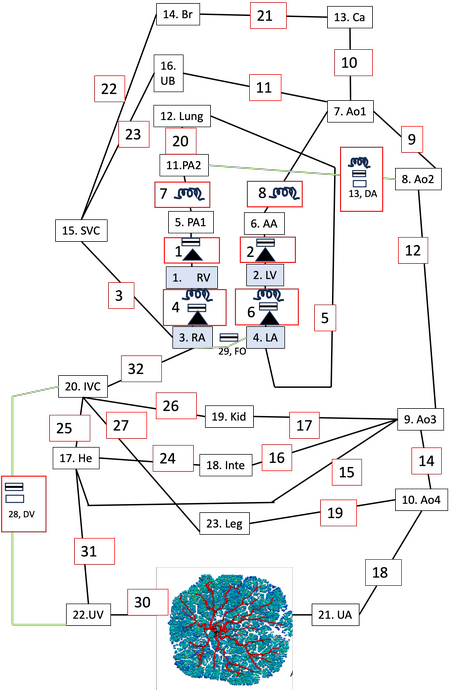 14. Br
21
13. Ca
22
16.
UB
10
11
23
12. Lung
7. Ao1
20
9
11.PA2
8. Ao2
13, DA
7
8
5. PA1
6. AA
15. SVC
1
2
12
1. RV
2. LV
3
4
6
5
3. RA
4. LA
29, FO
32
20. IVC
26
19. Kid
17
9. Ao3
25
27
17. He
24
18. Inte
16
15
14
10. Ao4
28, DV
23. Leg
19
31
18
30
22.UV
21. UA